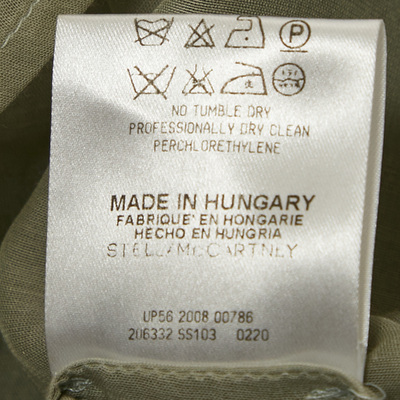 P
NO TUMBLE DRY
PROFESSIONALLY DRY CLEAN
PERCHLORETHYLENE
MADE IN HUNGARY
FABRIQUE' EN HONGARIE
HECHO EN HUNGRIA
STELLA McCARTNEY
UP56 2008 00786
206332 SS103 0220